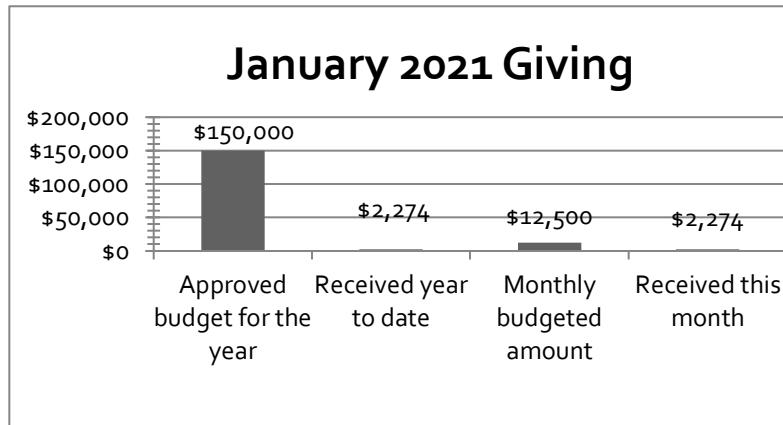 January 2021 Giving
$200,000
$150,000
$100,000
$50,000
$0
$150,000
$2,274
$12,500
$2,274
Approved
budget for the
year
Received year
to date
Monthly
budgeted
amount
Received this
month